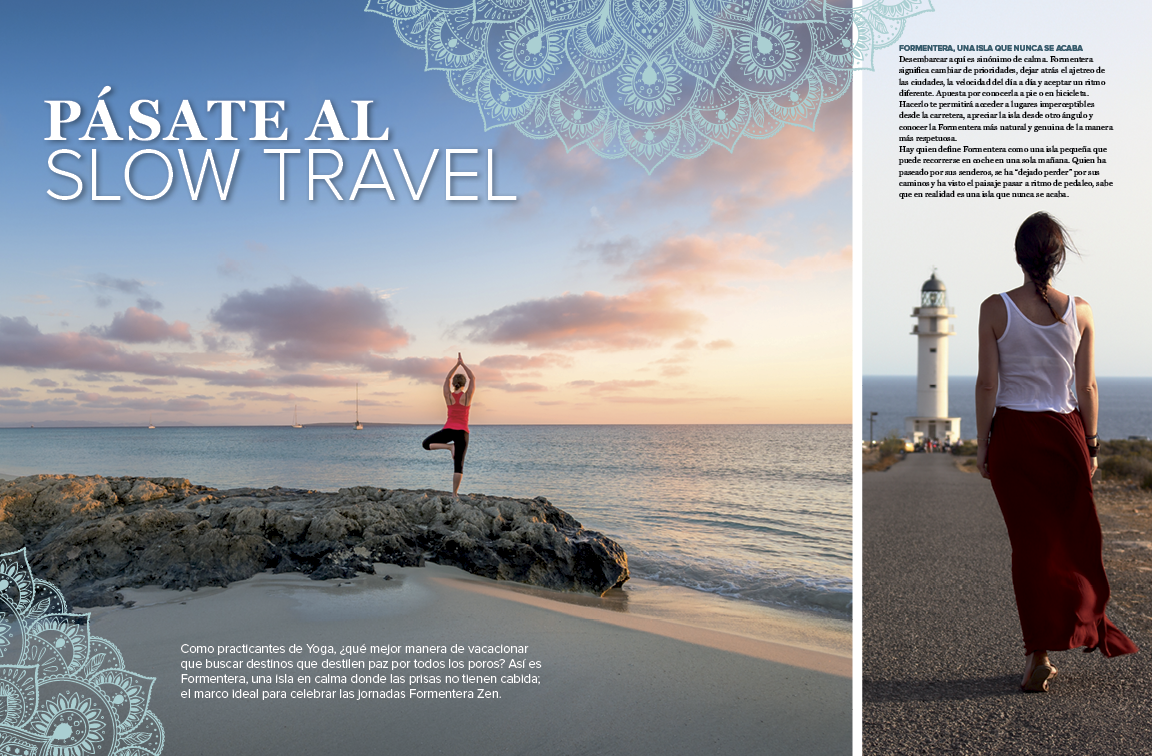 PÁSATE AL
SLOW TRAVEL
Como practicantes de Yoga, ¿qué mejor manera de vacacionar
que buscar destinos que destilen paz por todos los poros? Así es
Formentera, una isla en calma donde las prisas no tienen cabida;
el marco ideal para celebrar las jornadas Formentera Zen.
FORMENTERA, UNA ISLA QUE NUNCA SE ACABA
Desembarcar aquí es sinónimo de calma. Formentera
significa cambiar de prioridades, dejar atrás el ajetreo de
las ciudades, la velocidad del día a día y aceptar un ritmo
diferente. Apuesta por conocerla a pie o en bicicleta.
Hacerlo te permitirá acceder a lugares imperceptibles
desde la carretera, apreciar la isla desde otro ángulo y
conocer la Formentera más natural y genuina de la manera
más respetuosa.
Hay quien define Formentera como una isla pequeña que
puede recorrerse en coche en una sola mañana. Quien ha
paseado por sus senderos, se ha “dejado perder” por sus
caminos y ha visto el paisaje pasar a ritmo de pedaleo, sabe
que en realidad es una isla que nunca se acaba.